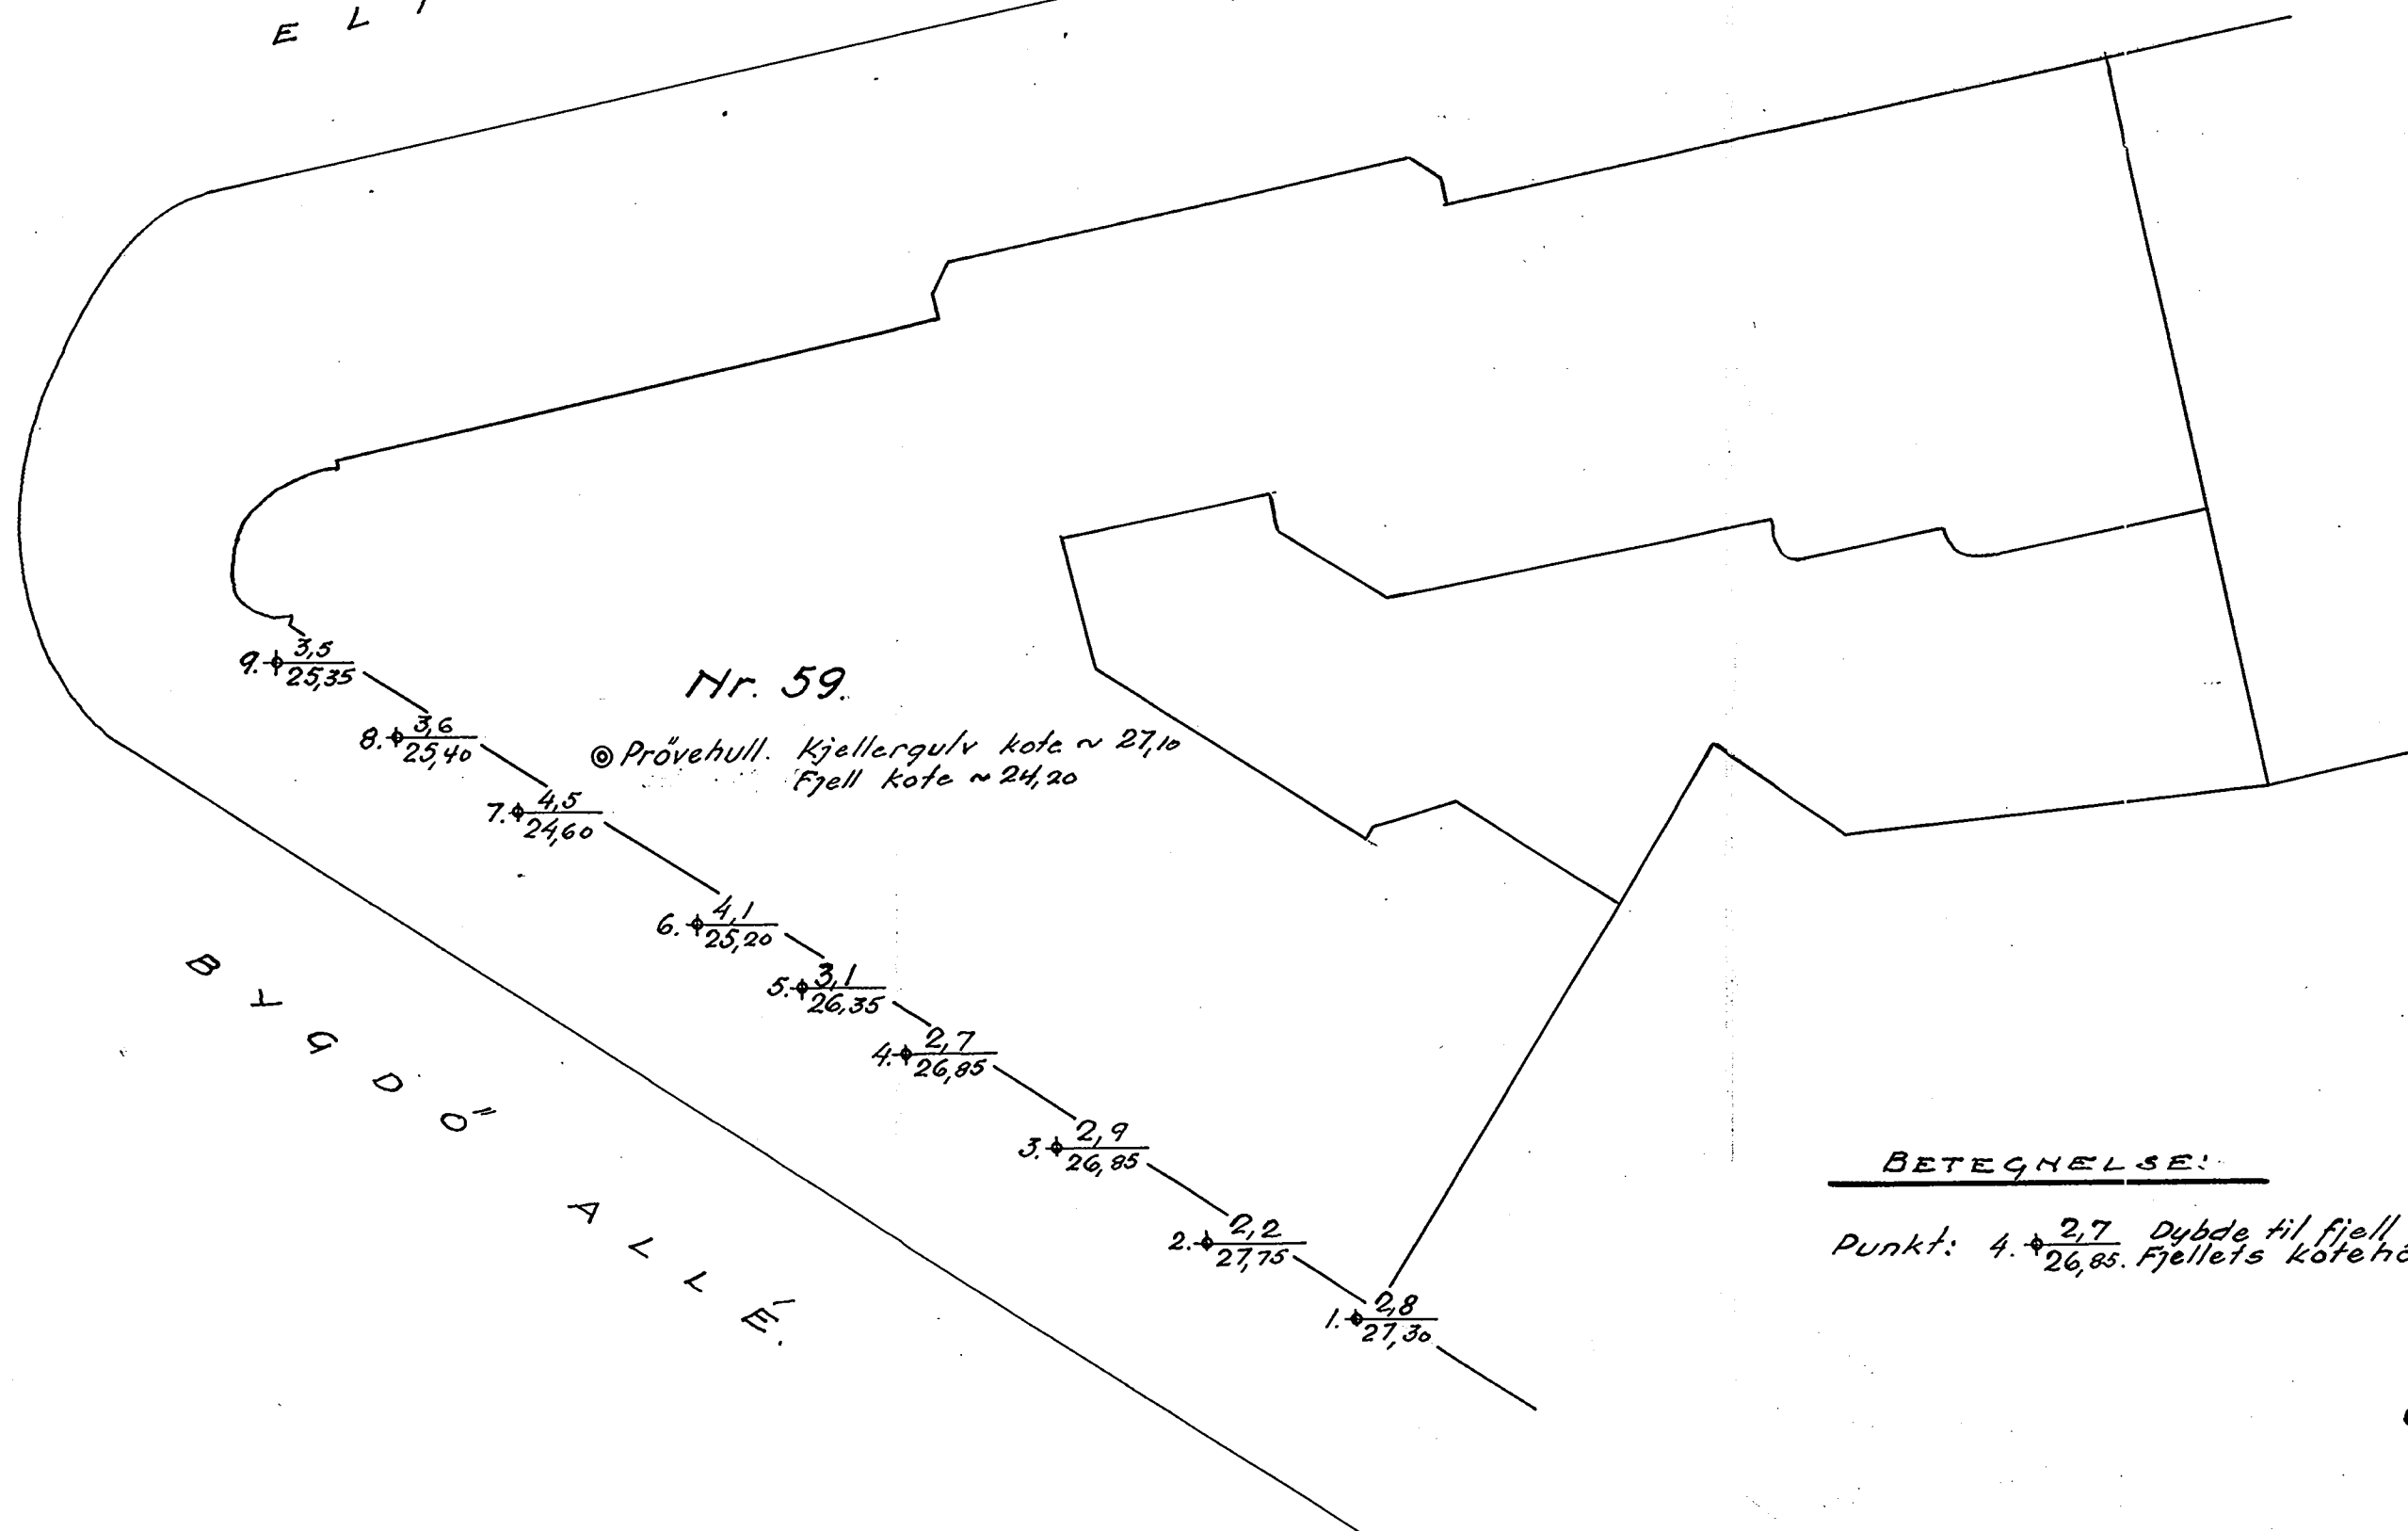 E L
Nr. 59.
Prövehull. Kjellergulv kote ~ 27,10
Fjell kote ~ 24,20
9. 3,5
25,35
8. 3,6
25,40
7. 4,5
24,60
6. 4,1
25,20
5. 3,1
26,35
4. 2,7
26,85
3. 2,9
26,85
2. 2,2
27,75
1. 2,8
27,30
BYGDÖ ALLÉ.
BETEGNELSE:
Punkt: 4. 2,7 Dybde til fjell
26,85. Fjellets